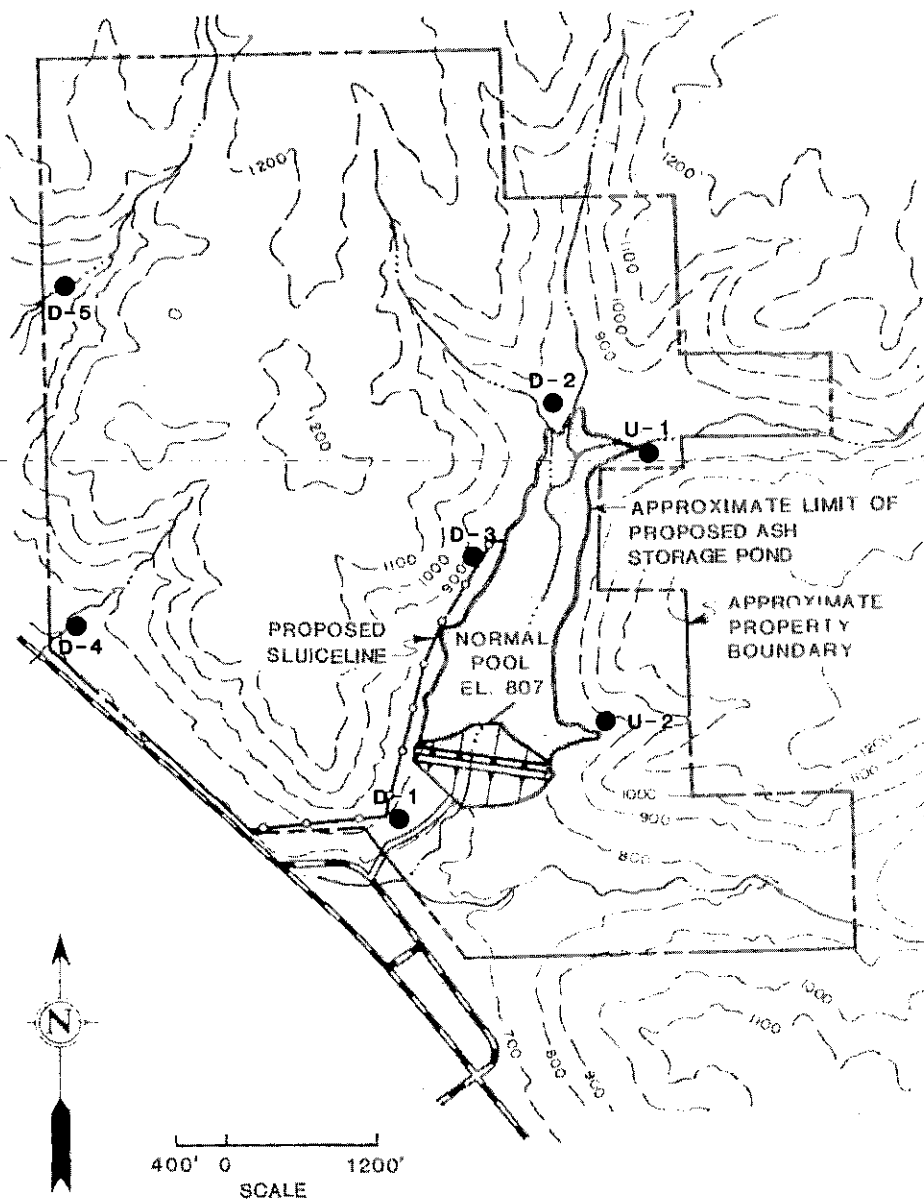 1200'
1200'
1100
1000
900
D-5
D-2
1200
U-1
APPROXIMATE LIMIT OF
PROPOSED ASH
STORAGE POND
D-3
1100
1000
900
APPROXIMATE
PROPERTY
BOUNDARY
D-4
PROPOSED
SLUICELINE
NORMAL
POOL
EL. 807
U-2
1200
1100
D-1
1000
900
800
N
1000
1100
700
800
900
400' 0 1200'
SCALE